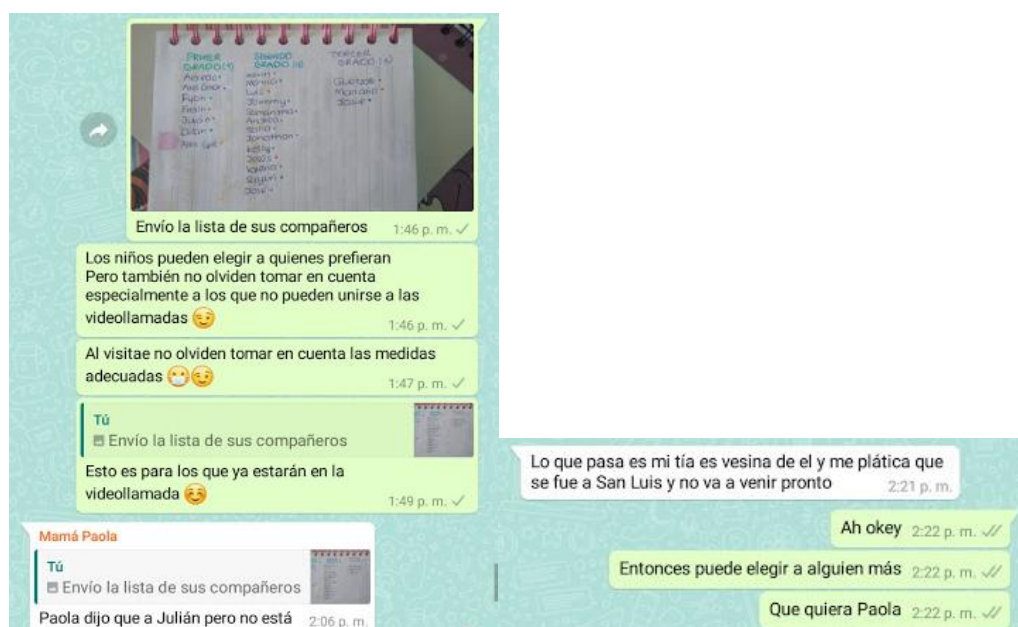 PRIMER
GRADO (7)
SEGUNDO
GRADO
TERCER
GRADO
Envío la lista de sus compañeros 1:46 p. m.
Los niños pueden elegir a quienes prefieran
Pero también no olviden tomar en cuenta
especialmente a los que no pueden unirse a las
videollamadas 😉 1:46 p. m.
Al visitae no olviden tomar en cuenta las medidas
adecuadas 😷😉 1:47 p. m.
Tú
Envío la lista de sus compañeros
Esto es para los que ya estarán en la
videollamada ☺️ 1:49 p. m.
Mamá Paola
Tú
Envío la lista de sus compañeros
Paola dijo que a Julián pero no está 2:06 p. m.
Lo que pasa es mi tía es vesina de el y me plática que
se fue a San Luis y no va a venir pronto 2:21 p. m.
Ah okey 2:22 p. m.
Entonces puede elegir a alguien más 2:22 p. m.
Que quiera Paola 2:22 p. m.